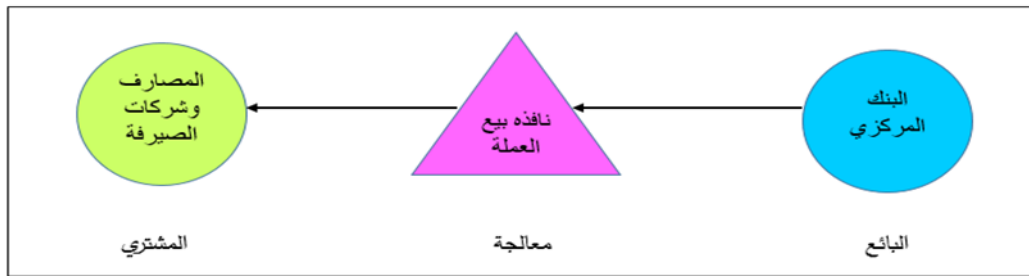 البنك
المركزي
نافذه بيع
العملة
المصارف
وشركات
الصيرفة
البائع
معالجة
المشتري